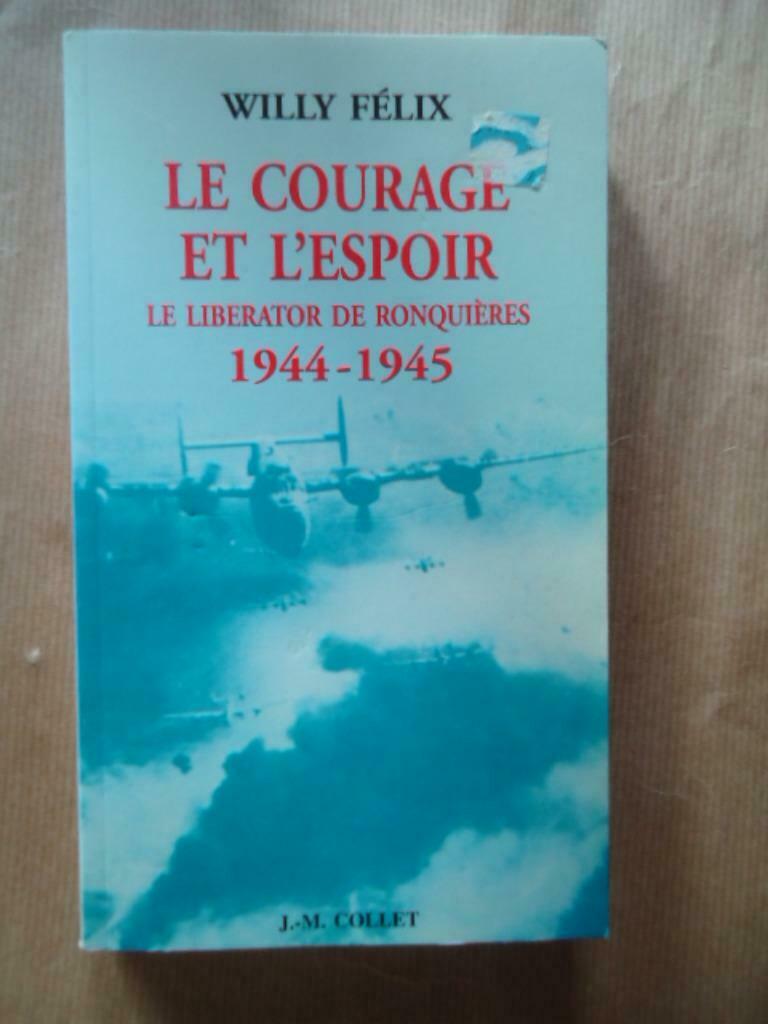 WILLY FÉLIX
LE COURAGE
ET L'ESPOIR
LE LIBERATOR DE RONQUIÈRES
1944-1945
J.-M. COLLET